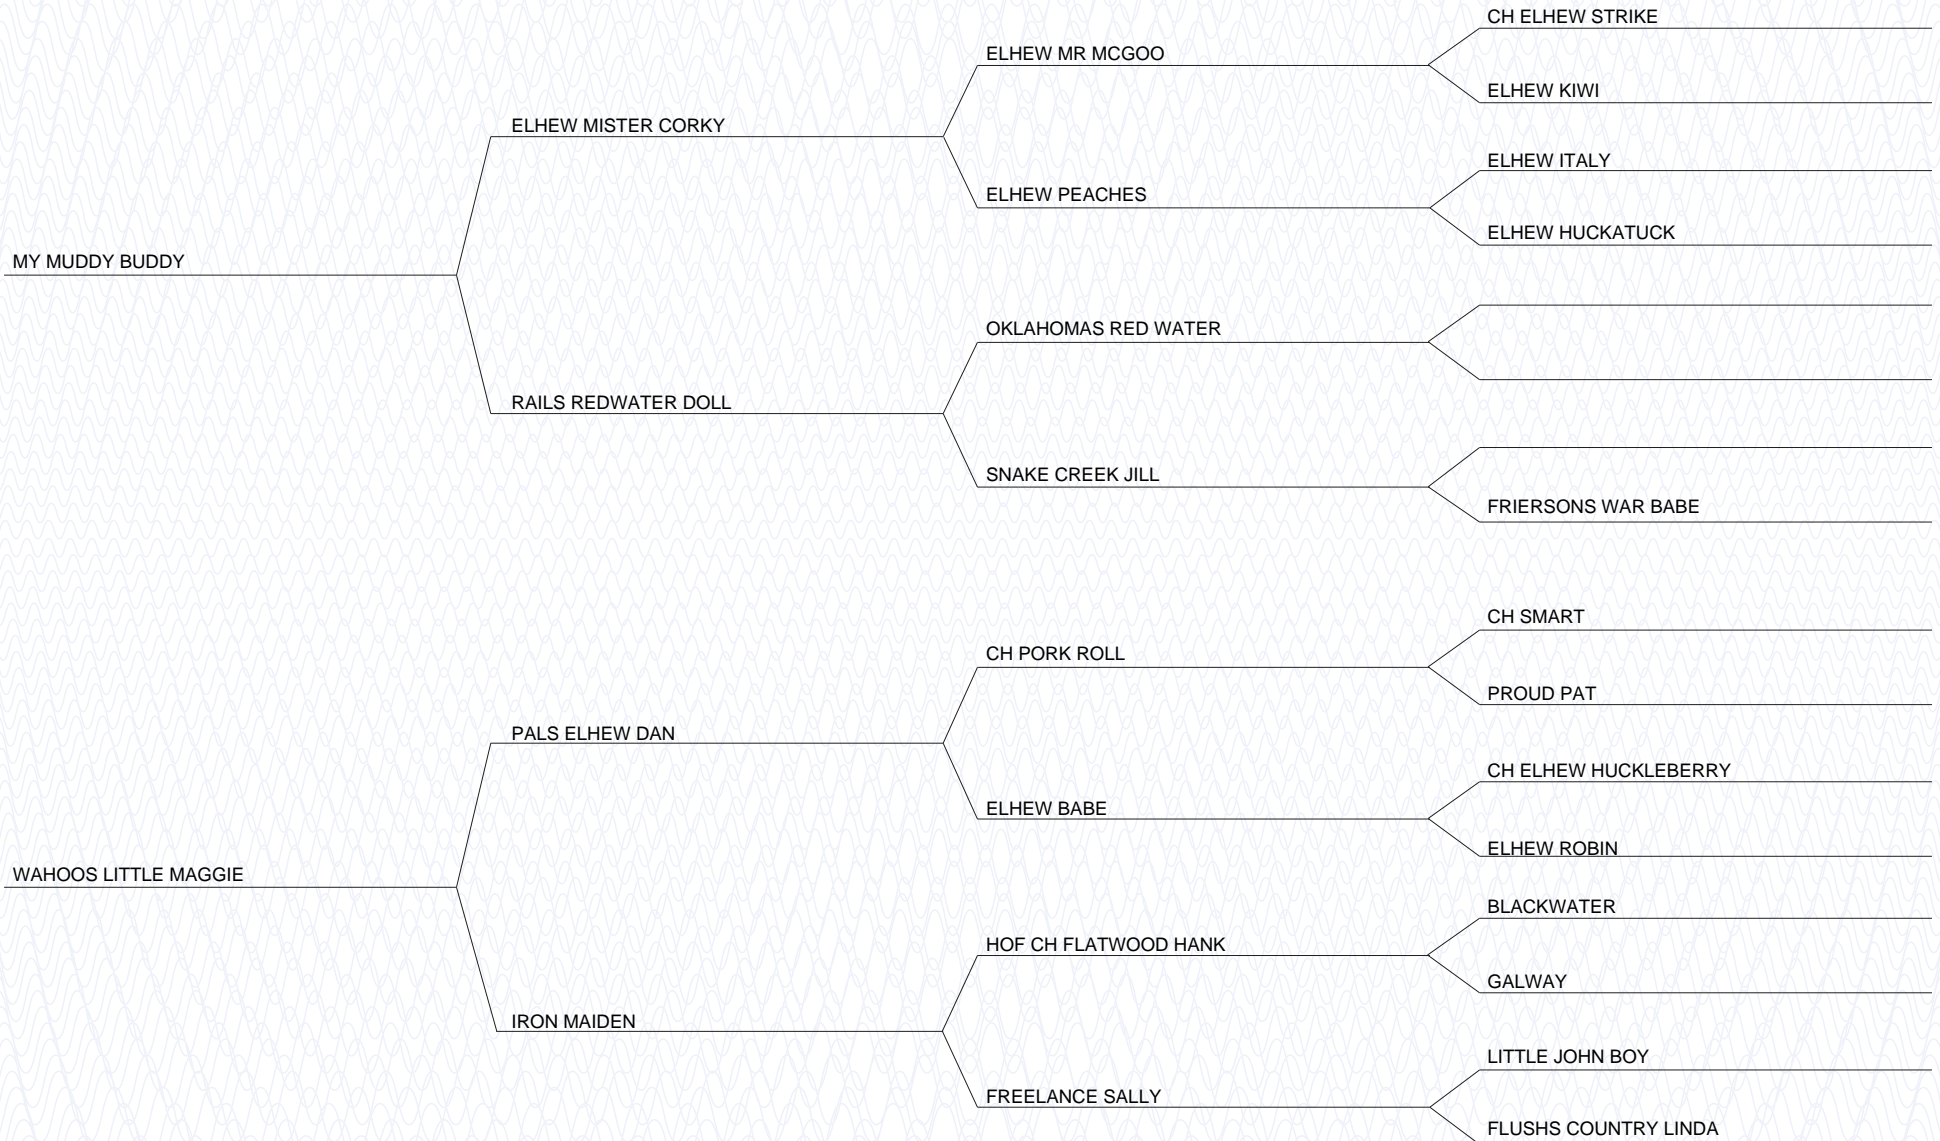 CH ELHEW STRIKE
ELHEW MR MCGOO
ELHEW KIWI
ELHEW MISTER CORKY
ELHEW ITALY
ELHEW PEACHES
ELHEW HUCKATUCK
MY MUDDY BUDDY
OKLAHOMAS RED WATER
RAILS REDWATER DOLL
SNAKE CREEK JILL
FRIERSONS WAR BABE
CH SMART
CH PORK ROLL
PROUD PAT
PALS ELHEW DAN
CH ELHEW HUCKLEBERRY
ELHEW BABE
ELHEW ROBIN
WAHOOS LITTLE MAGGIE
BLACKWATER
HOF CH FLATWOOD HANK
GALWAY
IRON MAIDEN
LITTLE JOHN BOY
FREELANCE SALLY
FLUSHS COUNTRY LINDA